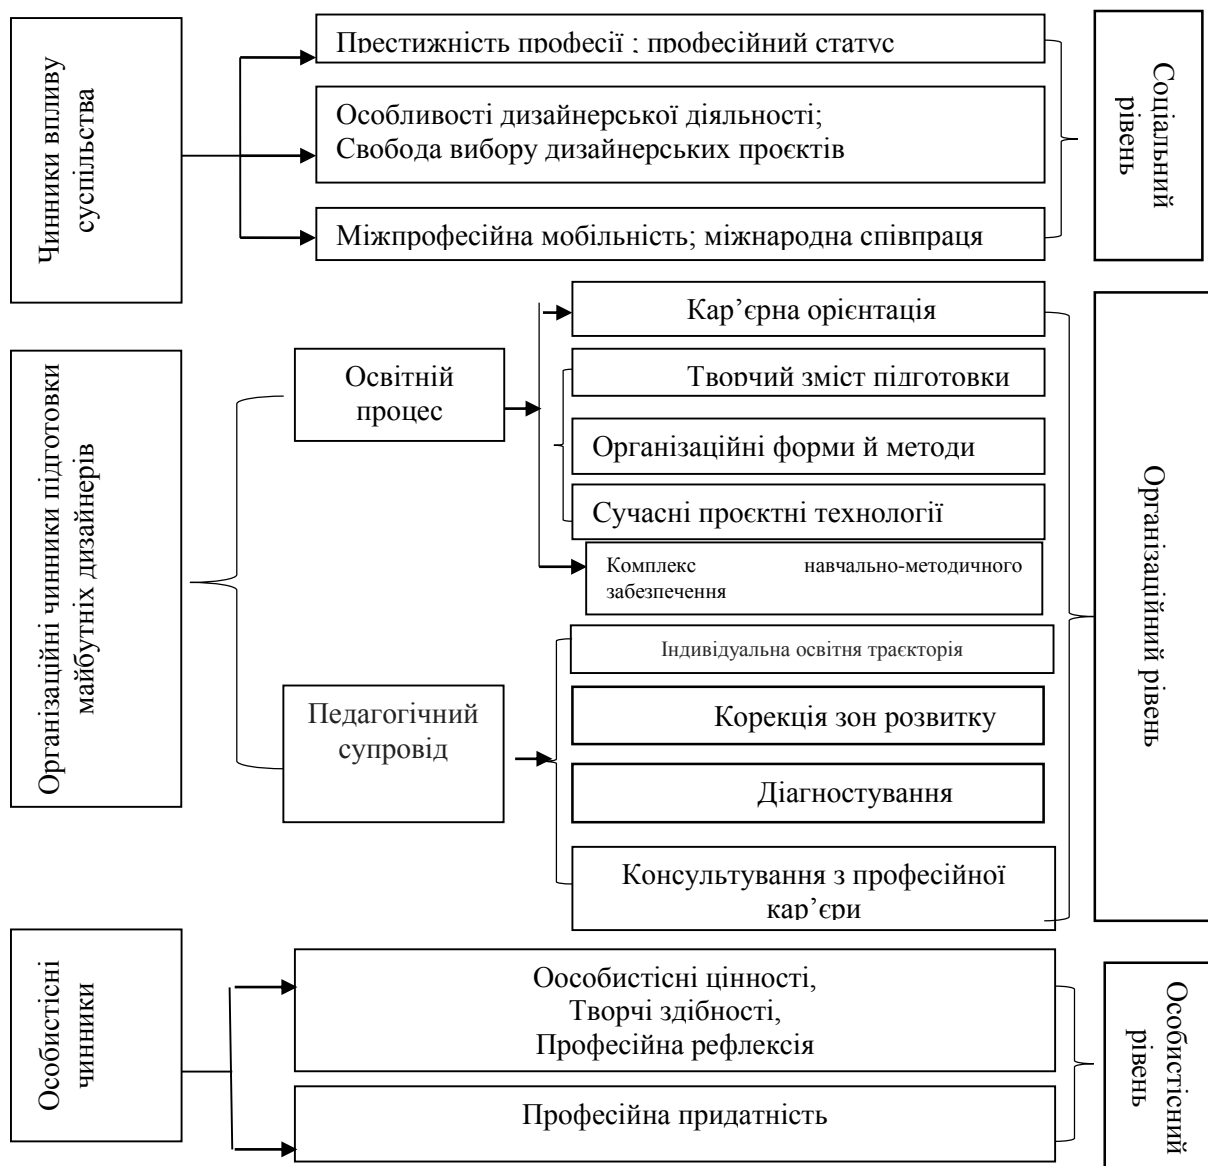 Чинники впливу
суспільства
Престижність професії ; професійний статус
Особливості дизайнерської діяльності;
Свобода вибору дизайнерських проєктів
Міжпрофесійна мобільність; міжнародна співпраця
Соціальний
рівень
Організаційні чинники підготовки
майбутніх дизайнерів
Освітній
процес
Кар’єрна орієнтація
Творчий зміст підготовки
Організаційні форми й методи
Сучасні проєктні технології
Комплекс навчально-методичного
забезпечення
Педагогічний
супровід
Індивідуальна освітня траєкторія
Корекція зон розвитку
Діагностування
Консультування з професійної
кар’єри
Організаційний рівень
Особистісні
чинники
Оособистісні цінності,
Творчі здібності,
Професійна рефлексія
Професійна придатність
Особистісний
рівень